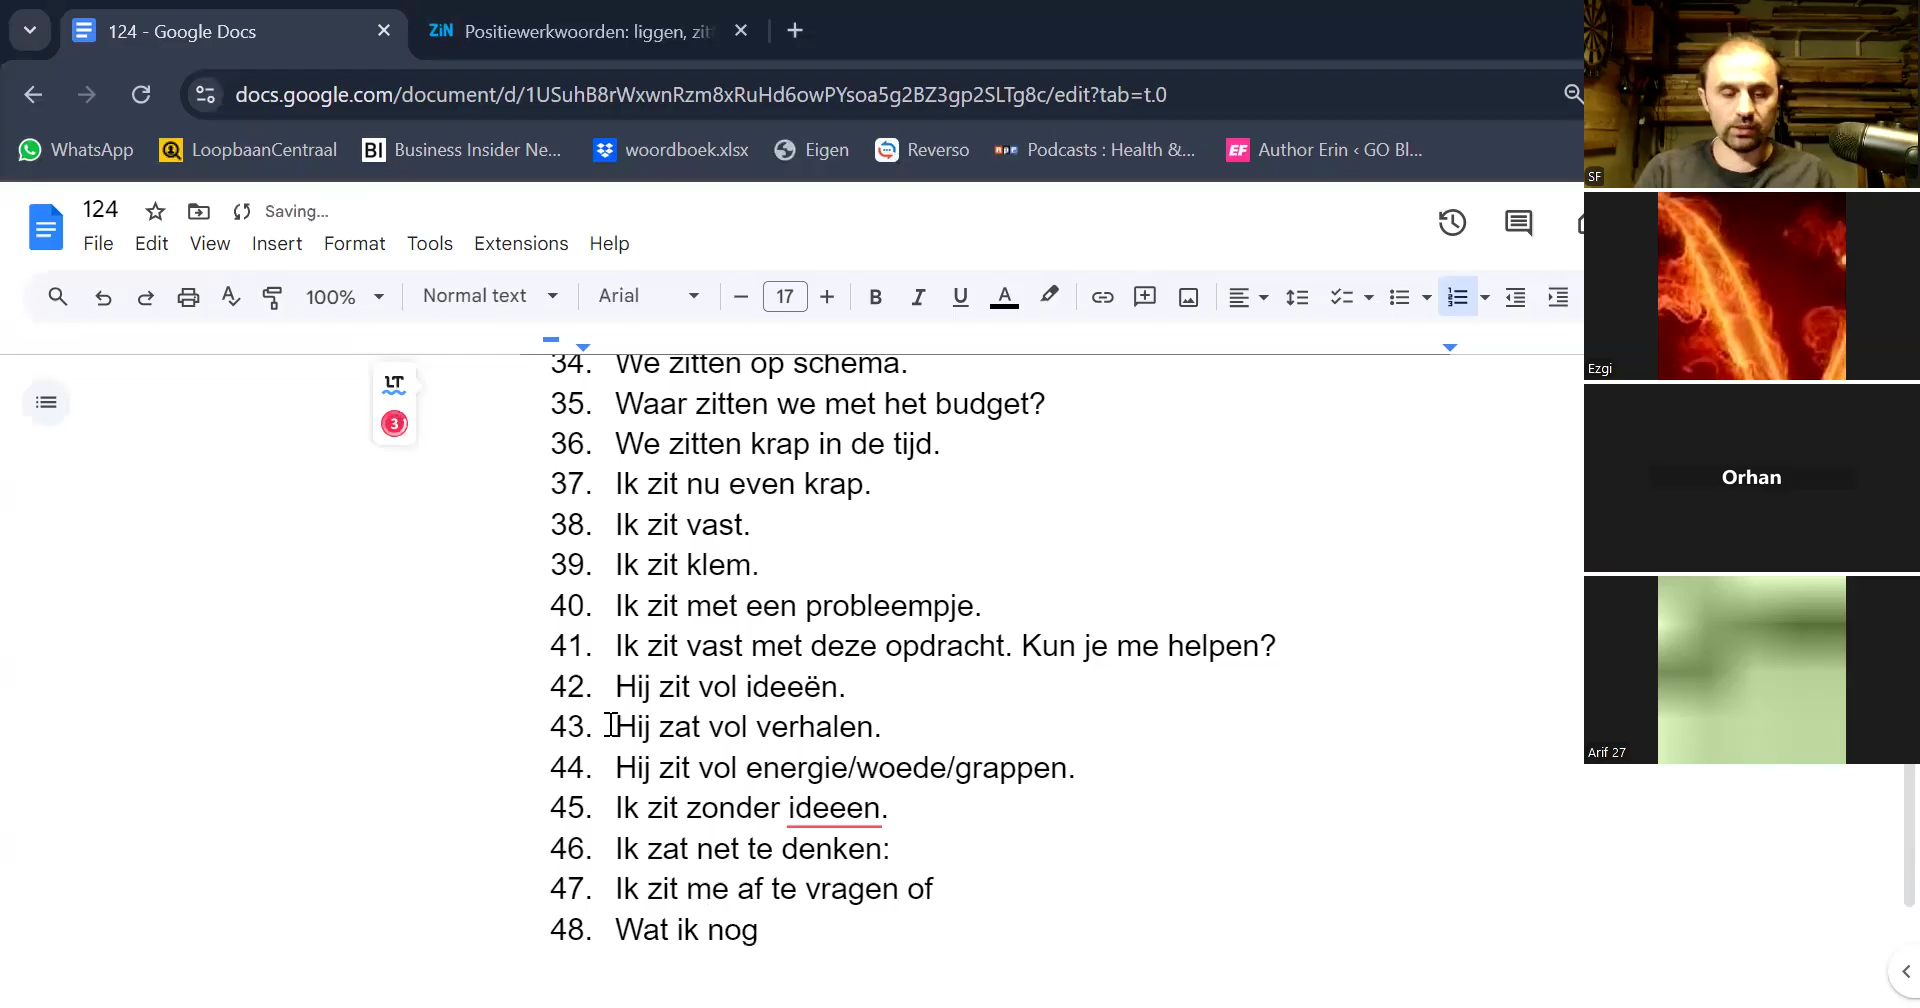 124 - Google Docs
ZiN Positiewerkwoorden: liggen, zit
docs.google.com/document/d/1USuhB8rWxwnRzm8xRuHd6owPYsoa5g2BZ3gp2SLTg8c/edit?tab=t.0
WhatsApp LoopbaanCentraal BI Business Insider Ne... woordboek.xlsx Eigen Reverso npr Podcasts : Health &... EF Author Erin ‹ GO Bl...
124 Saving...
File Edit View Insert Format Tools Extensions Help
100% Normal text Arial 17 B I U A
LT
3
34. We zitten op schema.
35. Waar zitten we met het budget?
36. We zitten krap in de tijd.
37. Ik zit nu even krap.
38. Ik zit vast.
39. Ik zit klem.
40. Ik zit met een probleempje.
41. Ik zit vast met deze opdracht. Kun je me helpen?
42. Hij zit vol ideeën.
43. Hij zat vol verhalen.
44. Hij zit vol energie/woede/grappen.
45. Ik zit zonder ideeen.
46. Ik zat net te denken:
47. Ik zit me af te vragen of
48. Wat ik nog
SF
Ezgi
Orhan
Arif 27